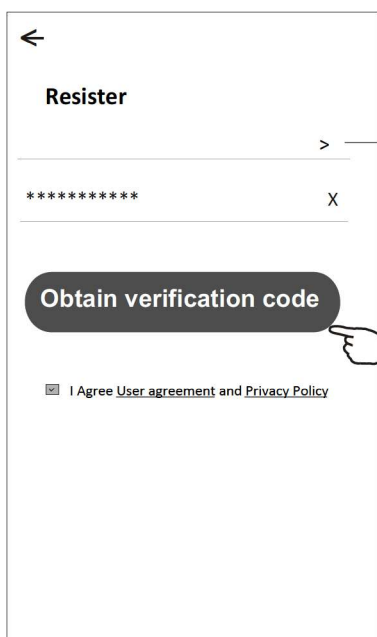 Resister
>
***********
X
Obtain verification code
I Agree User agreement and Privacy Policy